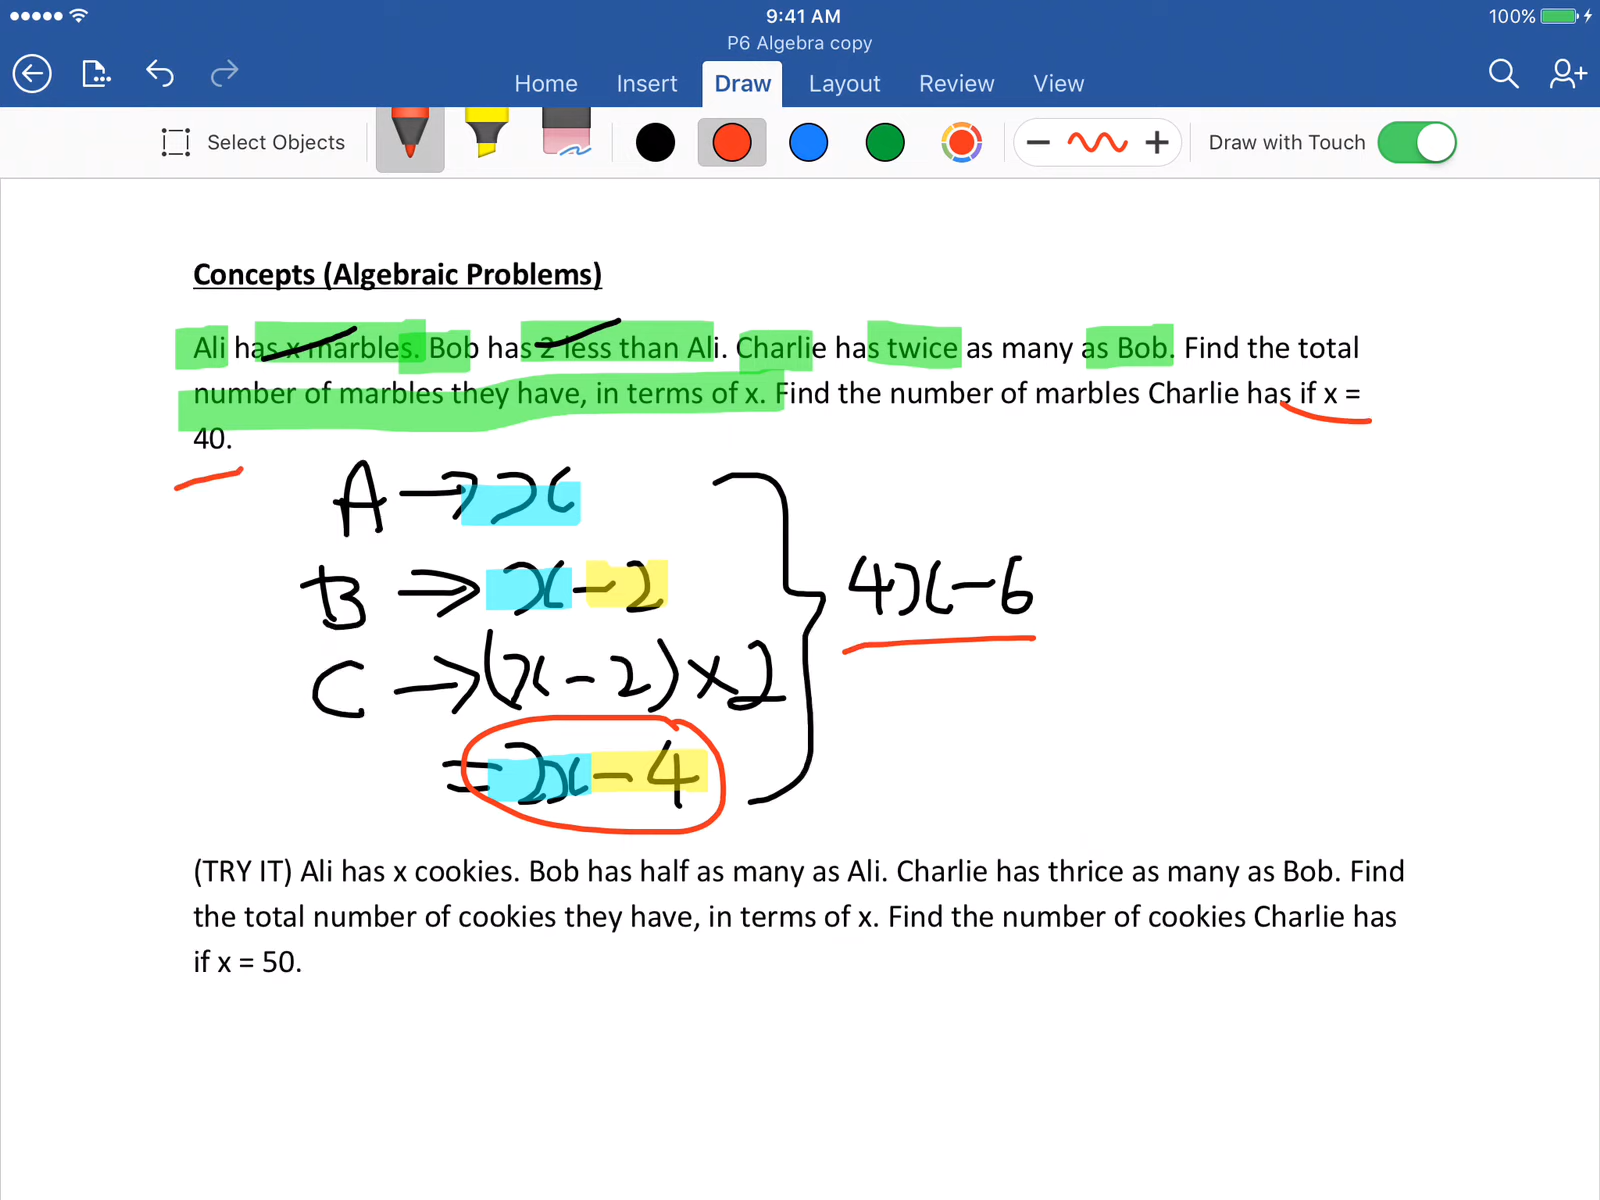 9:41 AM
100%
P6 Algebra copy
Home Insert Draw Layout Review View
Select Objects
Draw with Touch
Concepts (Algebraic Problems)
Ali has x marbles. Bob has 2 less than Ali. Charlie has twice as many as Bob. Find the total
number of marbles they have, in terms of x. Find the number of marbles Charlie has if x =
40.
A → x
B ⇒ x - 2
C → (x - 2) × 2
= 2x - 4
4x - 6
(TRY IT) Ali has x cookies. Bob has half as many as Ali. Charlie has thrice as many as Bob. Find
the total number of cookies they have, in terms of x. Find the number of cookies Charlie has
if x = 50.